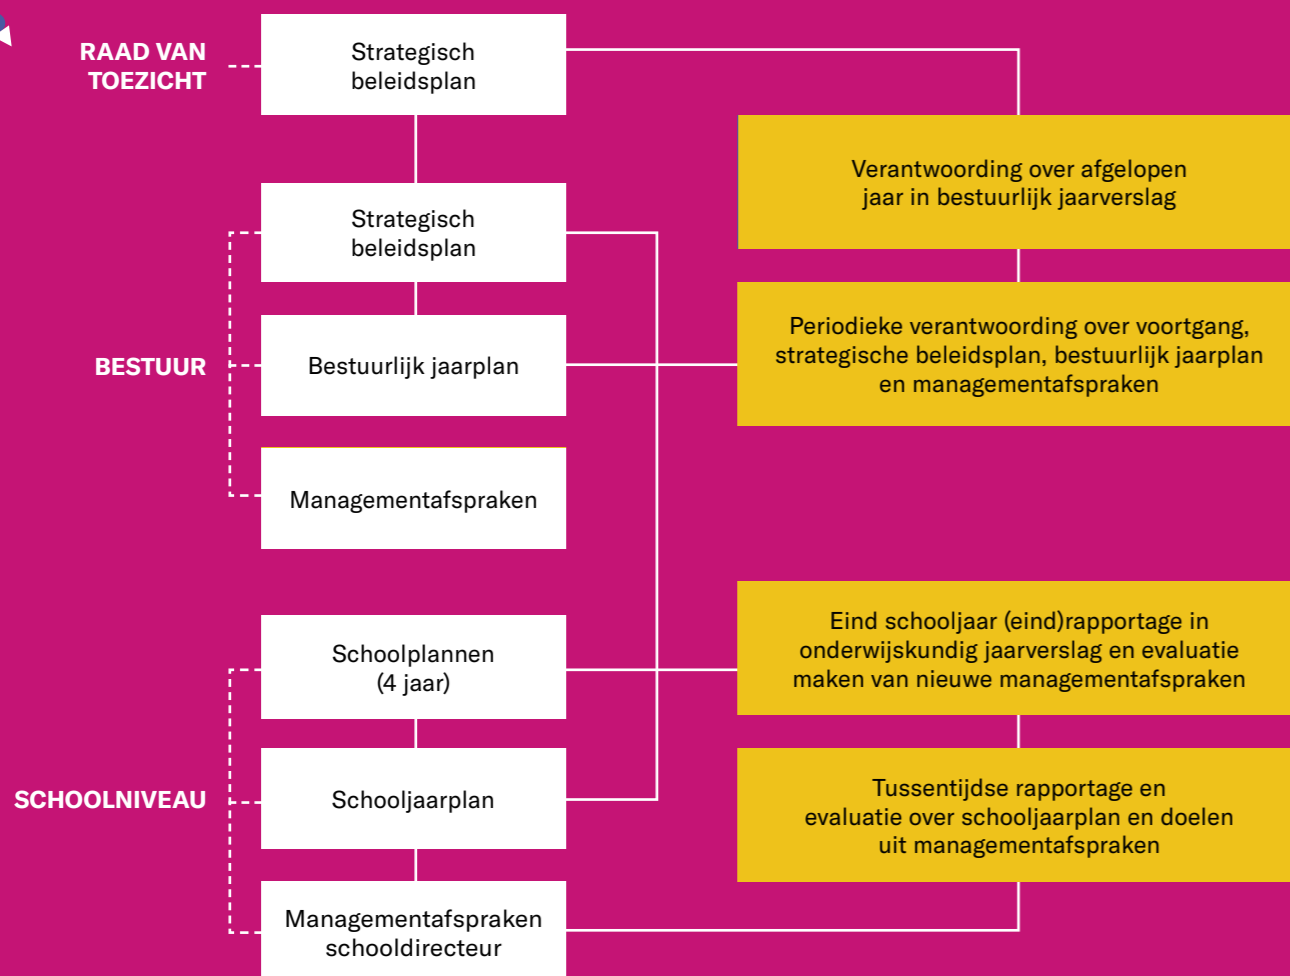 RAAD VAN
TOEZICHT
Strategisch
beleidsplan
Verantwoording over afgelopen
jaar in bestuurlijk jaarverslag
BESTUUR
Strategisch
beleidsplan
Bestuurlijk jaarplan
Managementafspraken
Periodieke verantwoording over voortgang,
strategische beleidsplan, bestuurlijk jaarplan
en managementafspraken
SCHOOLNIVEAU
Schoolplannen
(4 jaar)
Schooljaarplan
Managementafspraken
schooldirecteur
Eind schooljaar (eind)rapportage in
onderwijskundig jaarverslag en evaluatie
maken van nieuwe managementafspraken
Tussentijdse rapportage en
evaluatie over schooljaarplan en doelen
uit managementafspraken